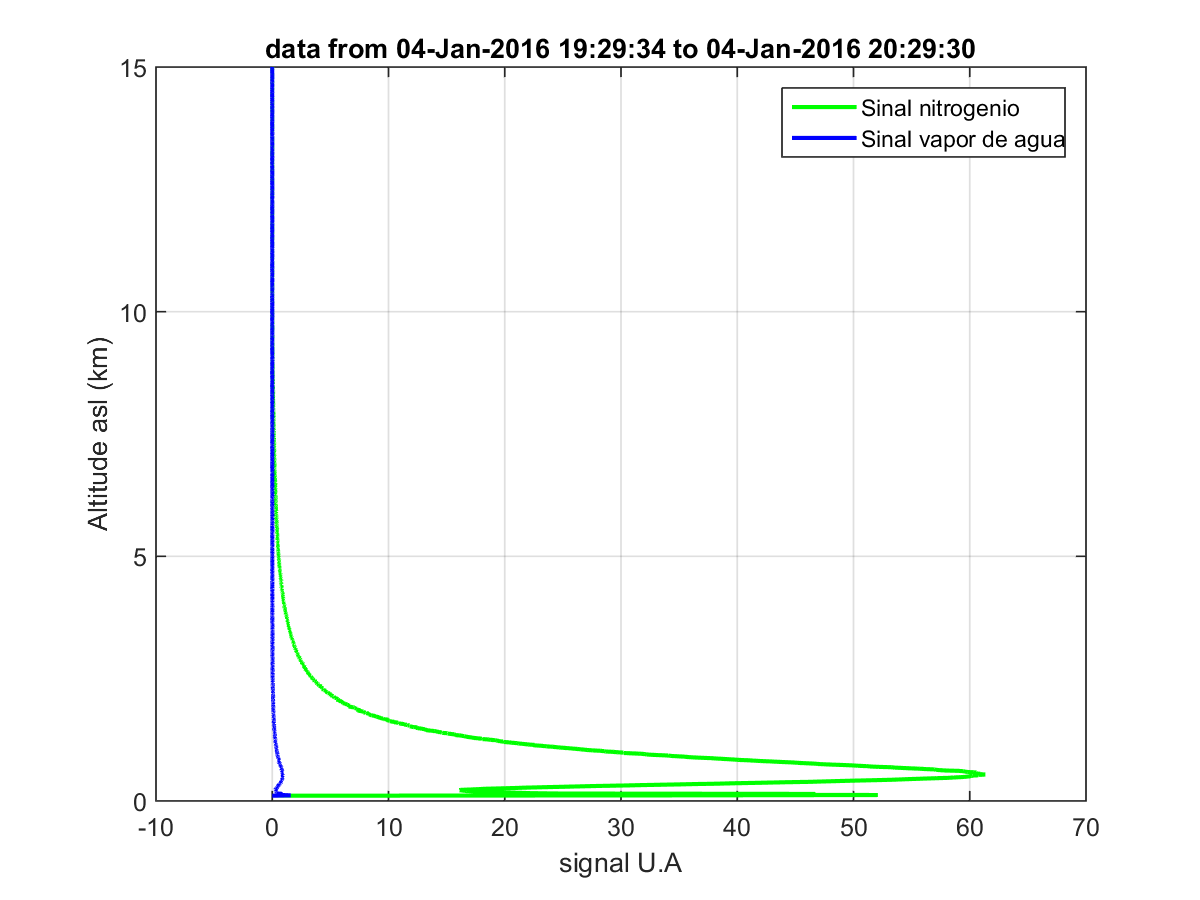 data from 04-Jan-2016 19:29:34 to 04-Jan-2016 20:29:30
Sinal nitrogenio
Sinal vapor de agua
15
10
5
0
Altitude asl (km)
-10 0 10 20 30 40 50 60 70
signal U.A